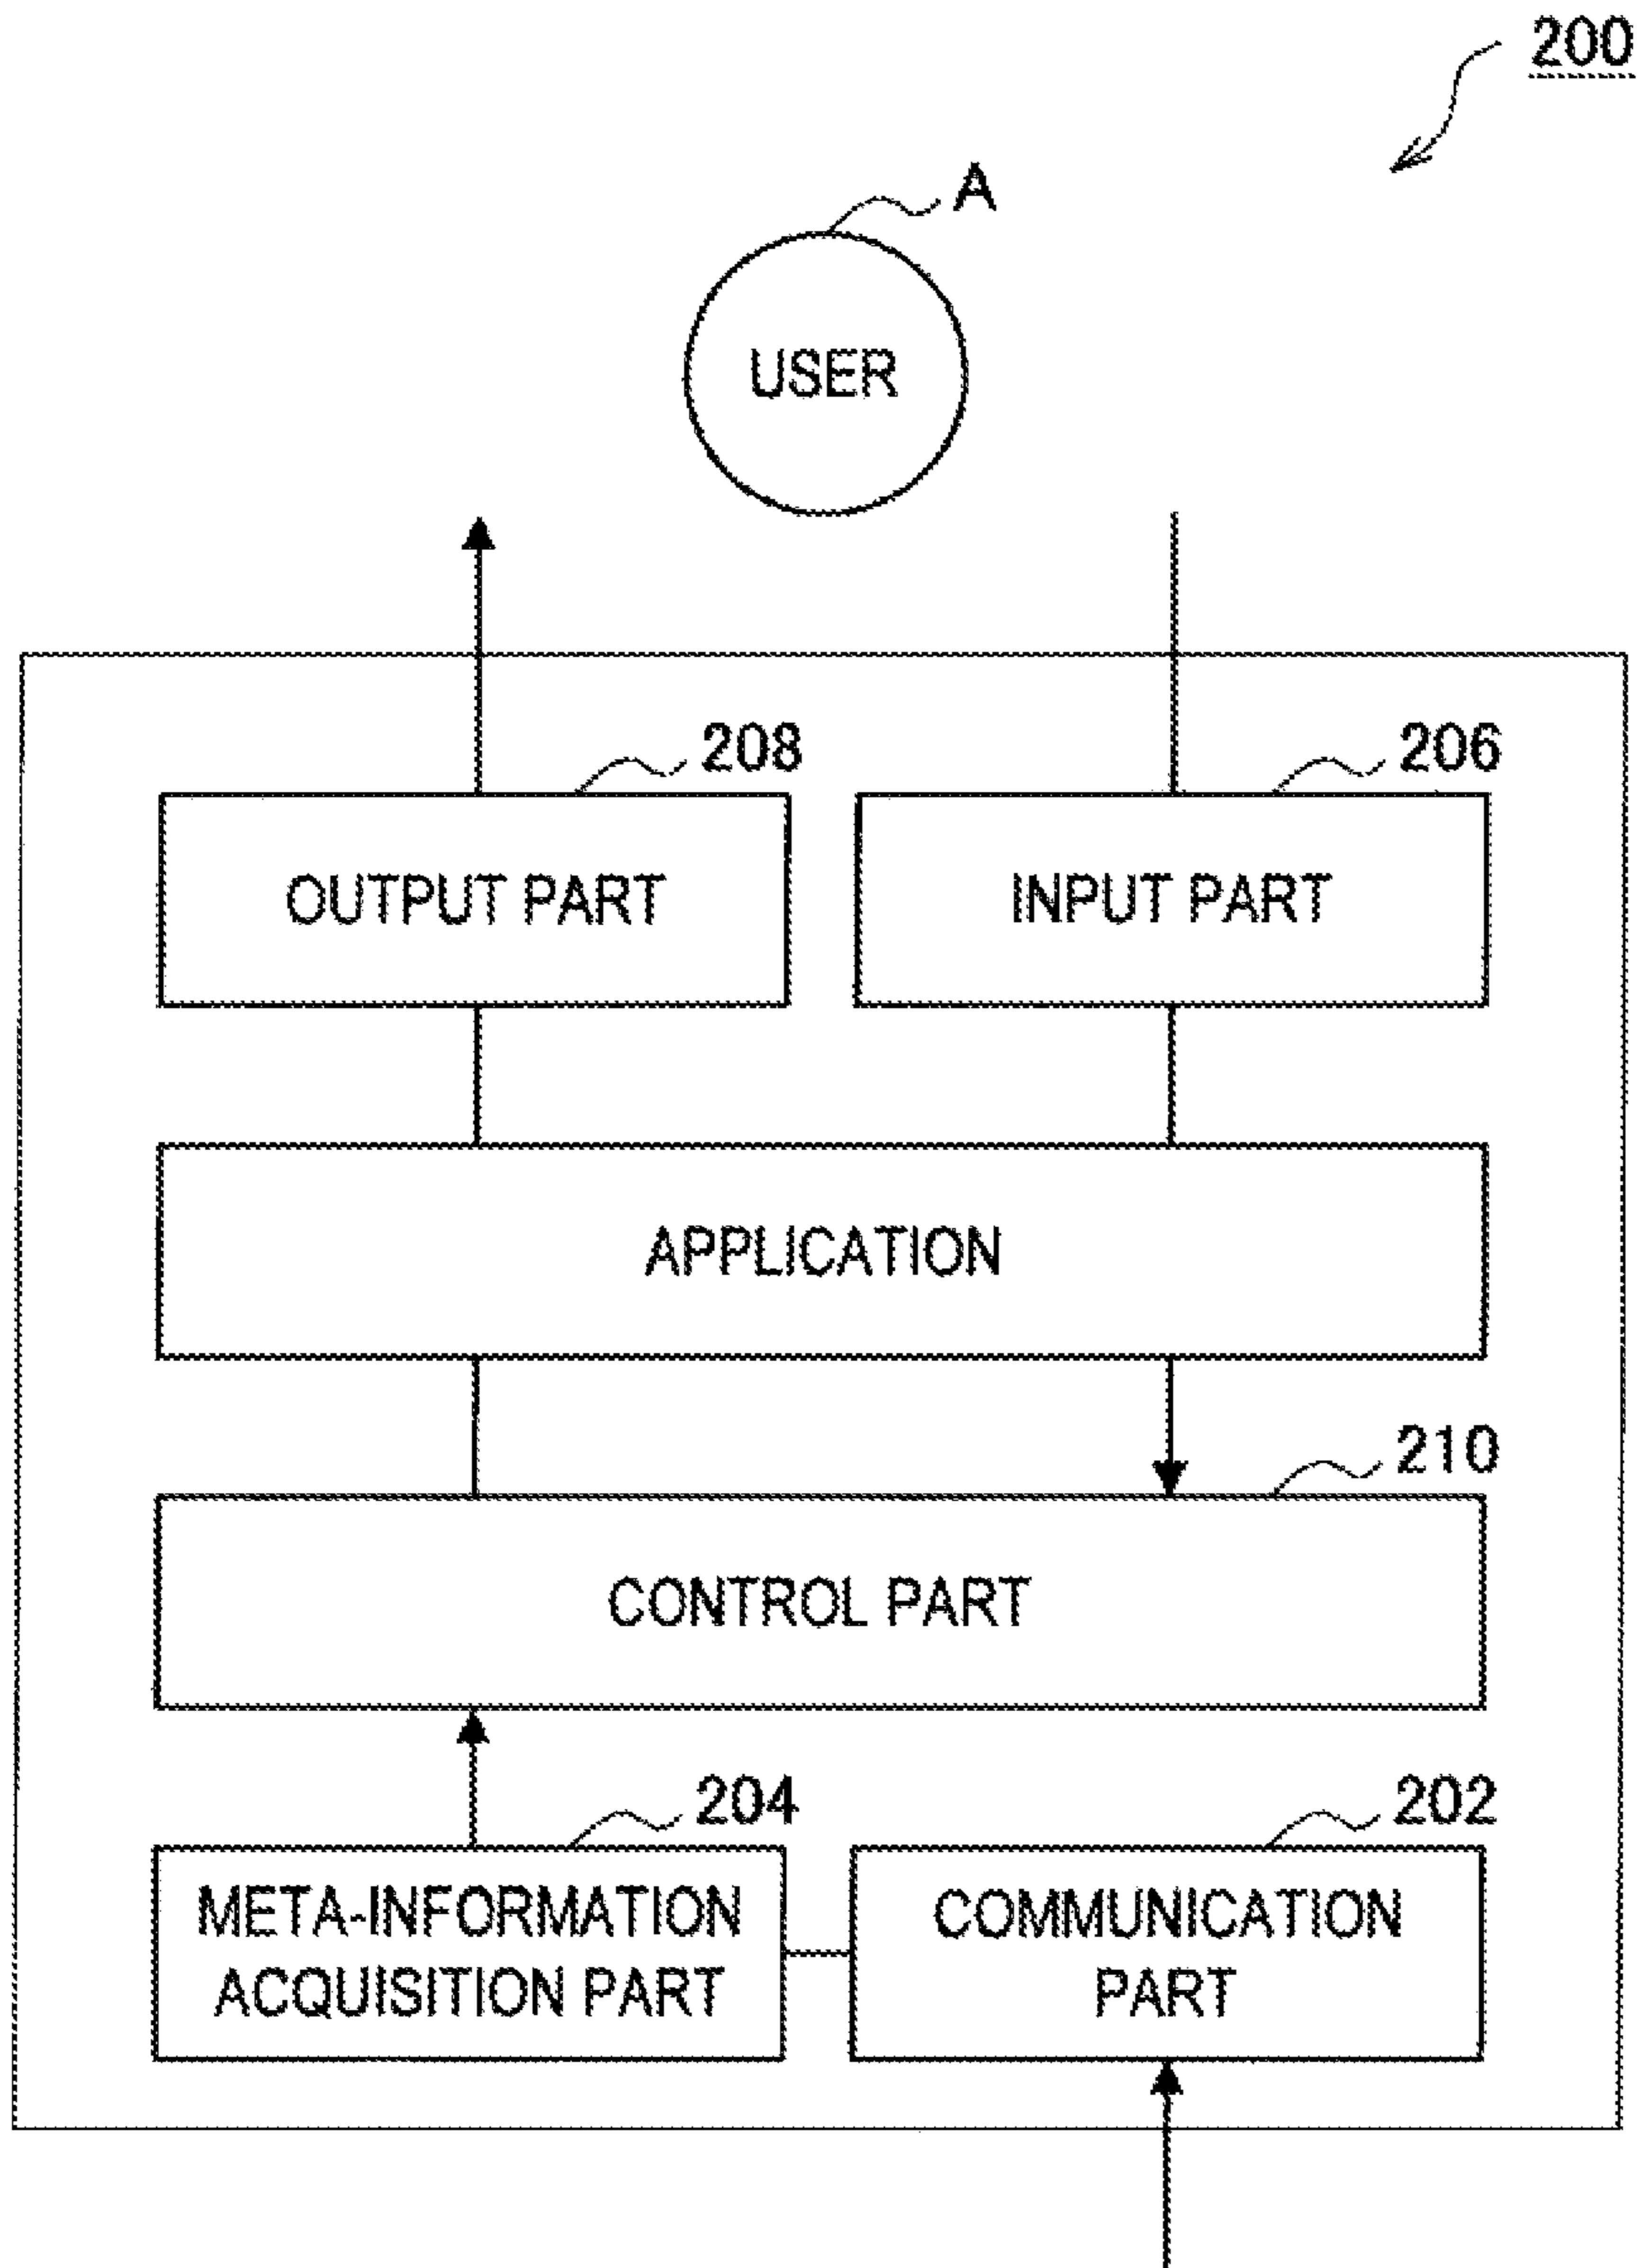 200
A
USER
208
206
OUTPUT PART
INPUT PART
APPLICATION
210
CONTROL PART
204
202
META-INFORMATION
ACQUISITION PART
COMMUNICATION
PART